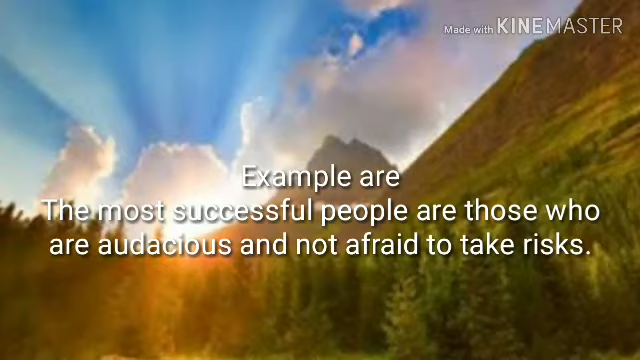 Made with KINEMASTER
Example are
The most successful people are those who
are audacious and not afraid to take risks.